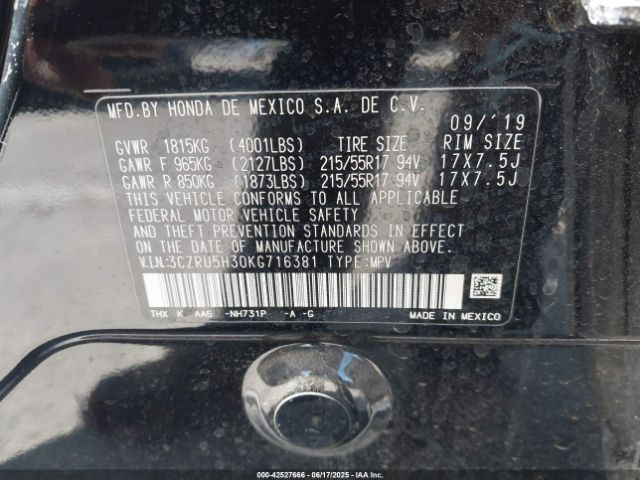 MFD.BY HONDA DE MEXICO S.A. DE C.V.
09/'19
GVWR 1815KG (4001LBS) TIRE SIZE RIM SIZE
GAWR F 965KG (2127LBS) 215/55R17 94V 17X7.5J
GAWR R 850KG (1873LBS) 215/55R17 94V 17X7.5J
THIS VEHICLE CONFORMS TO ALL APPLICABLE
FEDERAL MOTOR VEHICLE SAFETY
AND THEFT PREVENTION STANDARDS IN EFFECT
ON THE DATE OF MANUFACTURE SHOWN ABOVE.
V.I.N:3CZRU5H30KG716381 TYPE:MPV
THX K AA6 -NH731P -A -G MADE IN MEXICO
000-42527666 - 06/17/2025 - IAA Inc.